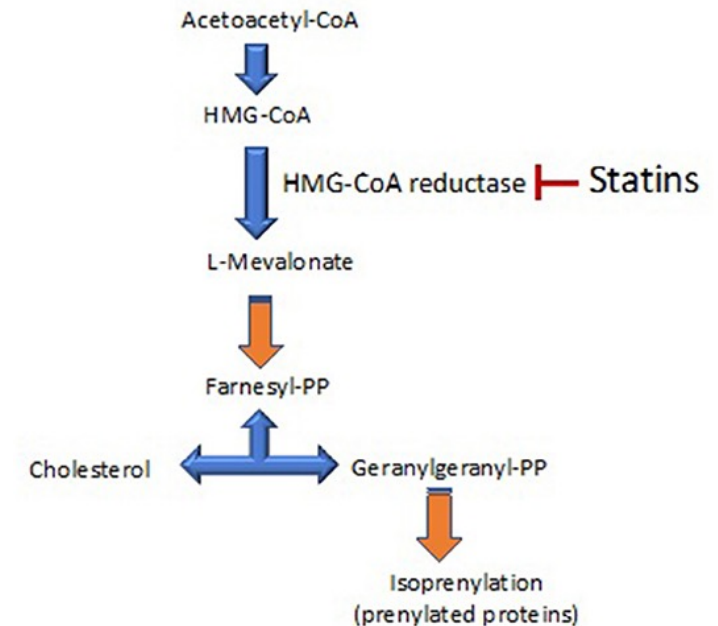 Acetoacetyl-CoA
HMG-CoA
HMG-CoA reductase
Statins
L-Mevalonate
Farnesyl-PP
Cholesterol
Geranylgeranyl-PP
Isoprenylation
(prenylated proteins)